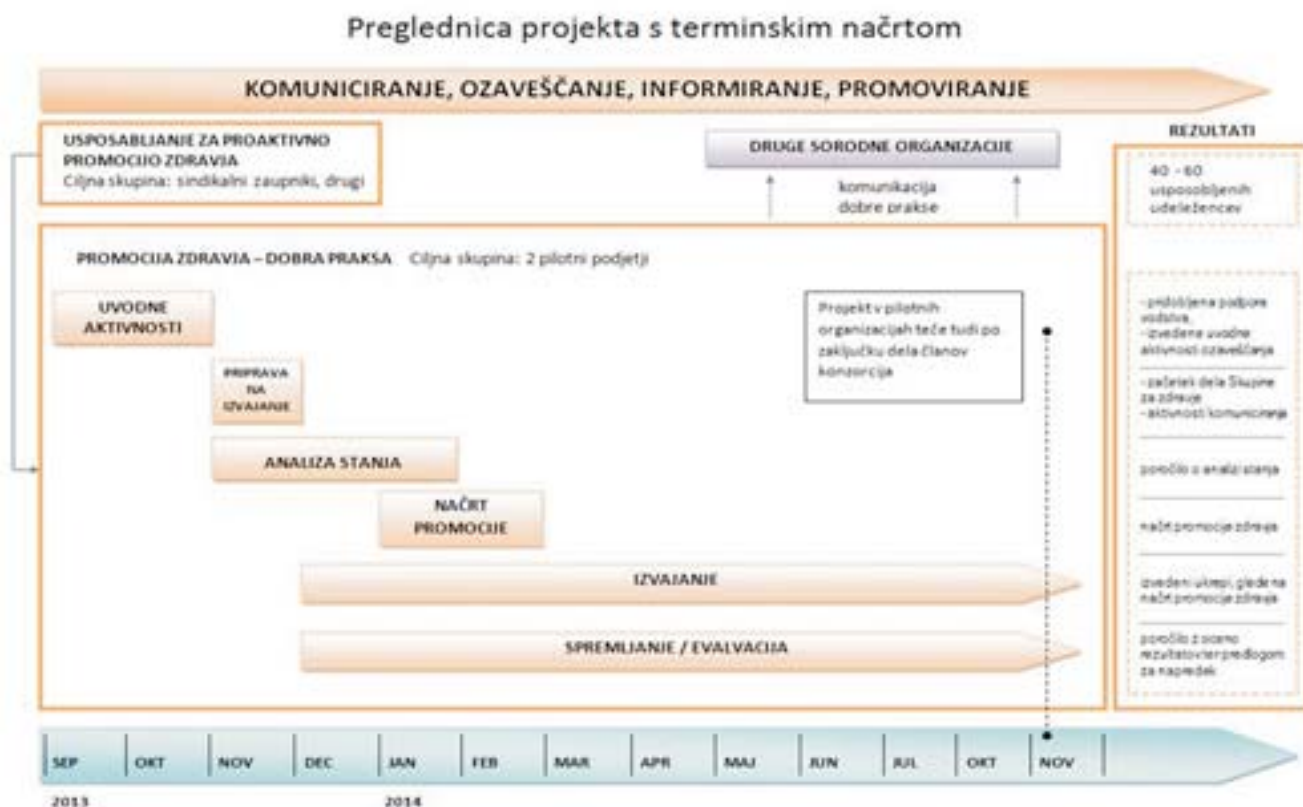 Preglednica projekta s terminskim načrtom
KOMUNICIRANJE, OZAVEŠČANJE, INFORMIRANJE, PROMOVIRANJE
USPOSABLJANJE ZA PROAKTIVNO
PROMOCIJO ZDRAVJA
Ciljna skupina: sindikalni zaupniki, drugi
DRUGE SORODNE ORGANIZACIJE
komunikacija
dobre prakse
REZULTATI
40 - 60
usposobljenih
udeležencev
PROMOCIJA ZDRAVJA – DOBRA PRAKSA Ciljna skupina: 2 pilotni podjetji
UVODNE
AKTIVNOSTI
PRIPRAVA
NA
IZVAJANJE
ANALIZA STANJA
NAČRT
PROMOCIJE
IZVAJANJE
SPREMLJANJE / EVALVACIJA
Projekt v pilotnih
organizacijah teče tudi po
zaključku dela članov
konzorcija
- pridobljena podpora
vodstva,
- izvedene uvodne
aktivnosti ozaveščanja
- začetek dela Skupine
za zdravje
- aktivnosti komuniciranja
poročilo o analizi stanja
načrt promocije zdravja
izvedeni ukrepi, glede na
načrt promocije zdravja
poročilo z oceno
rezultatov ter predlogom
za napredek
SEP OKT NOV DEC JAN FEB MAR APR MAJ JUN JUL OKT NOV
2013 2014